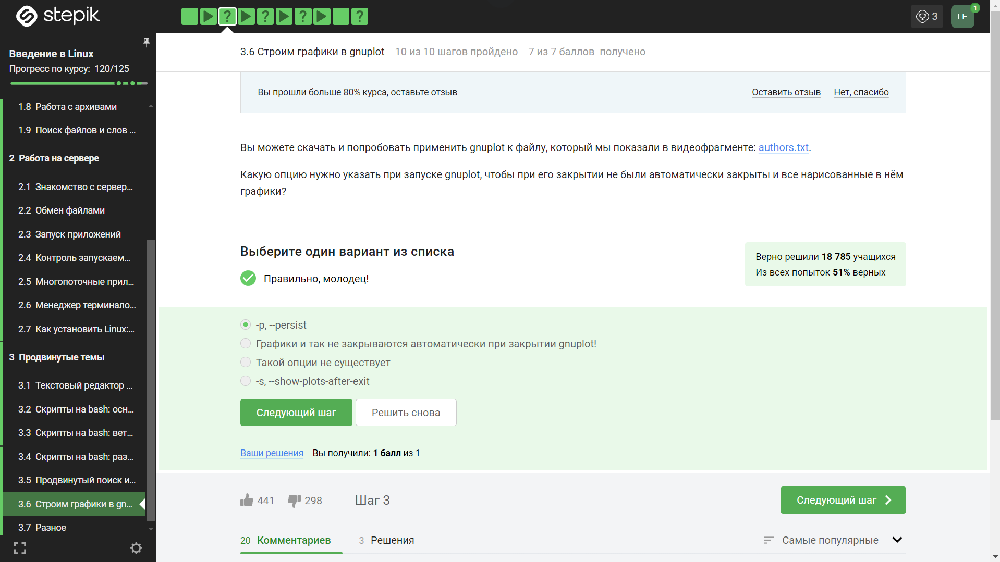 stepik
?
?
?
?
3
ГЕ
1
Введение в Linux
Прогресс по курсу: 120/125
1.8 Работа с архивами
1.9 Поиск файлов и слов ...
2 Работа на сервере
2.1 Знакомство с сервер...
2.2 Обмен файлами
2.3 Запуск приложений
2.4 Контроль запускаем...
2.5 Многопоточные прил...
2.6 Менеджер терминало...
2.7 Как установить Linux:...
3 Продвинутые темы
3.1 Текстовый редактор ...
3.2 Скрипты на bash: осн...
3.3 Скрипты на bash: вет...
3.4 Скрипты на bash: раз...
3.5 Продвинутый поиск и...
3.6 Строим графики в gn...
3.7 Разное
3.6 Строим графики в gnuplot 10 из 10 шагов пройдено 7 из 7 баллов получено
Вы прошли больше 80% курса, оставьте отзыв Оставить отзыв Нет, спасибо
Вы можете скачать и попробовать применить gnuplot к файлу, который мы показали в видеофрагменте: authors.txt.
Какую опцию нужно указать при запуске gnuplot, чтобы при его закрытии не были автоматически закрыты и все нарисованные в нём
графики?
Выберите один вариант из списка
Правильно, молодец!
Верно решили 18 785 учащихся
Из всех попыток 51% верных
-p, --persist
Графики и так не закрываются автоматически при закрытии gnuplot!
Такой опции не существует
-s, --show-plots-after-exit
Следующий шаг Решить снова
Ваши решения Вы получили: 1 балл из 1
441 298 Шаг 3 Следующий шаг
20 Комментариев 3 Решения Самые популярные